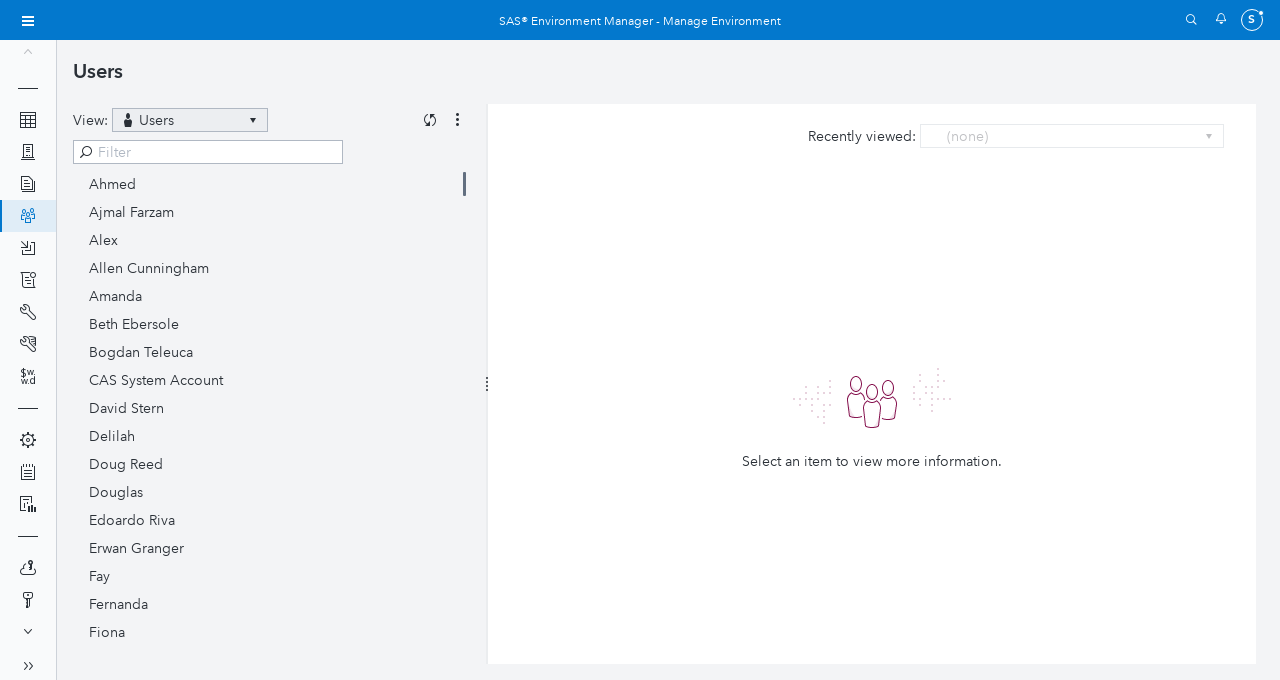 SAS® Environment Manager - Manage Environment
S
Users
View: Users
Filter
Recently viewed: (none)
Ahmed
Ajmal Farzam
Alex
Allen Cunningham
Amanda
Beth Ebersole
Bogdan Teleuca
CAS System Account
David Stern
Delilah
Doug Reed
Douglas
Edoardo Riva
Erwan Granger
Fay
Fernanda
Fiona
Select an item to view more information.
$w.
w.d